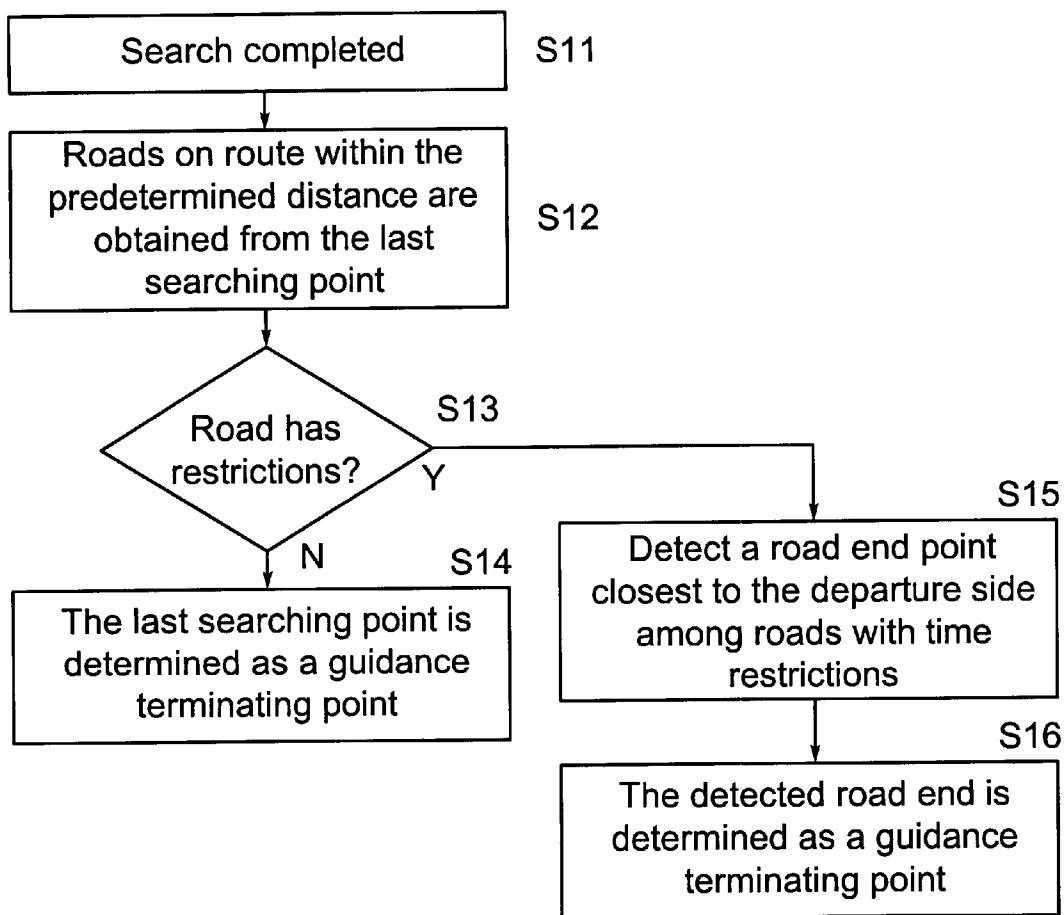 Search completed
S11
Roads on route within the
predetermined distance are
obtained from the last
searching point
S12
Road has
restrictions?
S13
Y
N
S14
The last searching point is
determined as a guidance
terminating point
S15
Detect a road end point
closest to the departure side
among roads with time
restrictions
S16
The detected road end is
determined as a guidance
terminating point